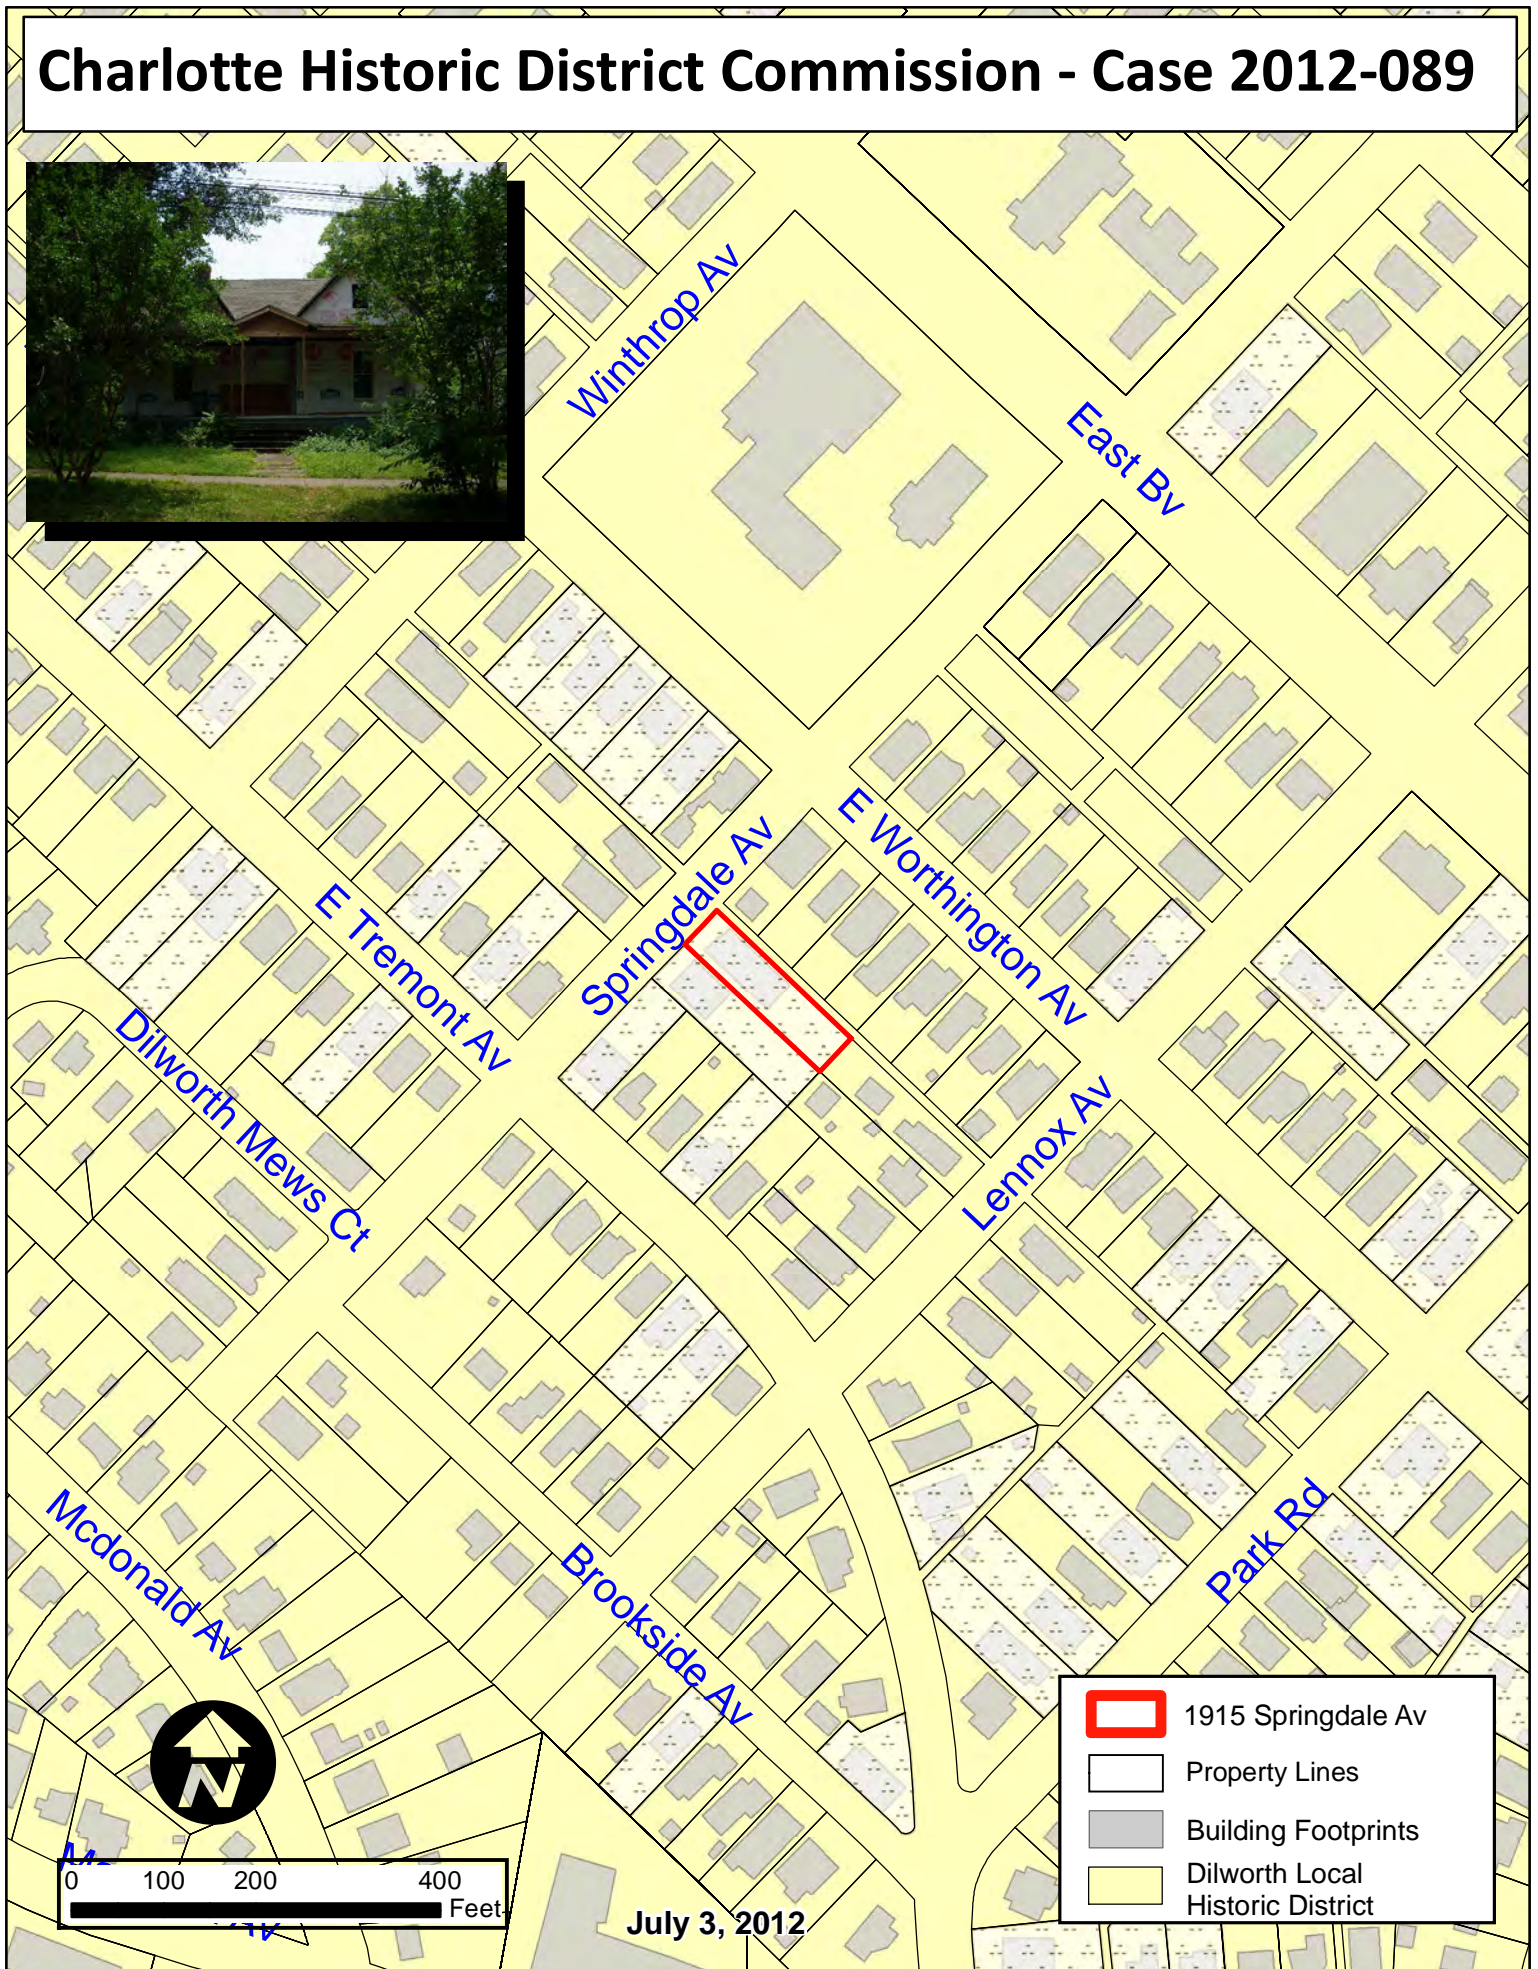 Charlotte Historic District Commission - Case 2012-089
Winthrop Av
East Bv
E Worthington Av
Springdale Av
E Tremont Av
Dilworth Mews Ct
Lennox Av
Mcdonald Av
Brookside Av
Park Rd
N
1915 Springdale Av
Property Lines
Building Footprints
Dilworth Local
Historic District
0 100 200 400
Feet
Av
July 3, 2012